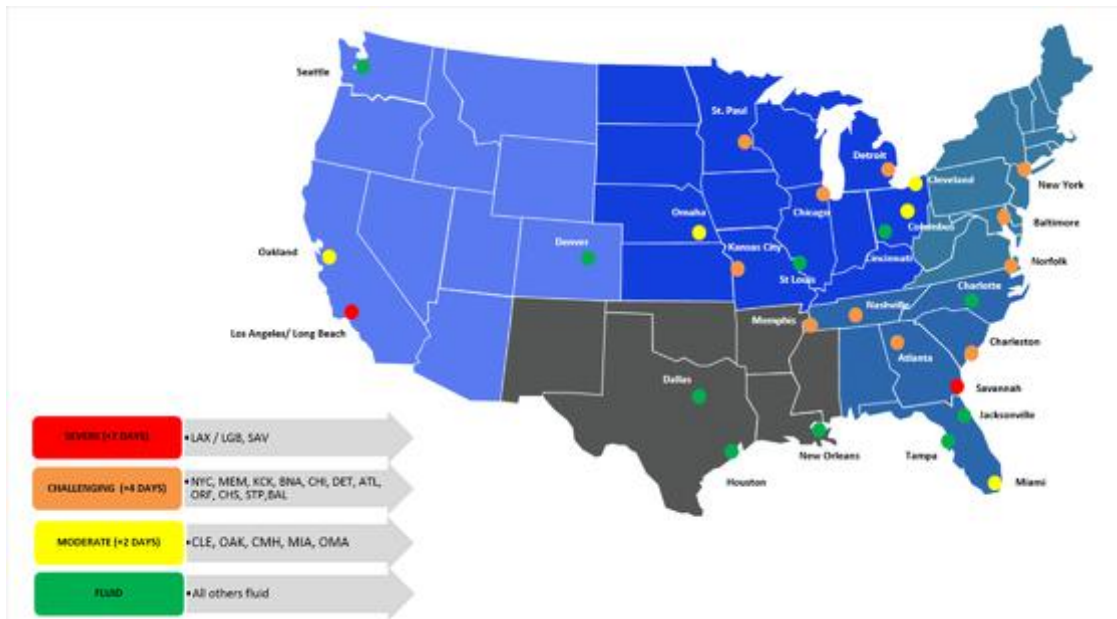 Seattle
St. Paul
Detroit
Cleveland
New York
Chicago
Omaha
Columbus
Baltimore
Oakland
Denver
Kansas City
Cincinnati
Norfolk
St Louis
Charlotte
Nashville
Los Angeles/ Long Beach
Memphis
Charleston
Atlanta
Dallas
Savannah
Jacksonville
New Orleans
Tampa
Houston
Miami
SEVERE (+7 DAYS)
•LAX / LGB, SAV
CHALLENGING (+4 DAYS)
•NYC, MEM, KCK, BNA, CHI, DET, ATL,
ORF, CHS, STP,BAL
MODERATE (+2 DAYS)
•CLE, OAK, CMH, MIA, OMA
FLUID
•All others fluid